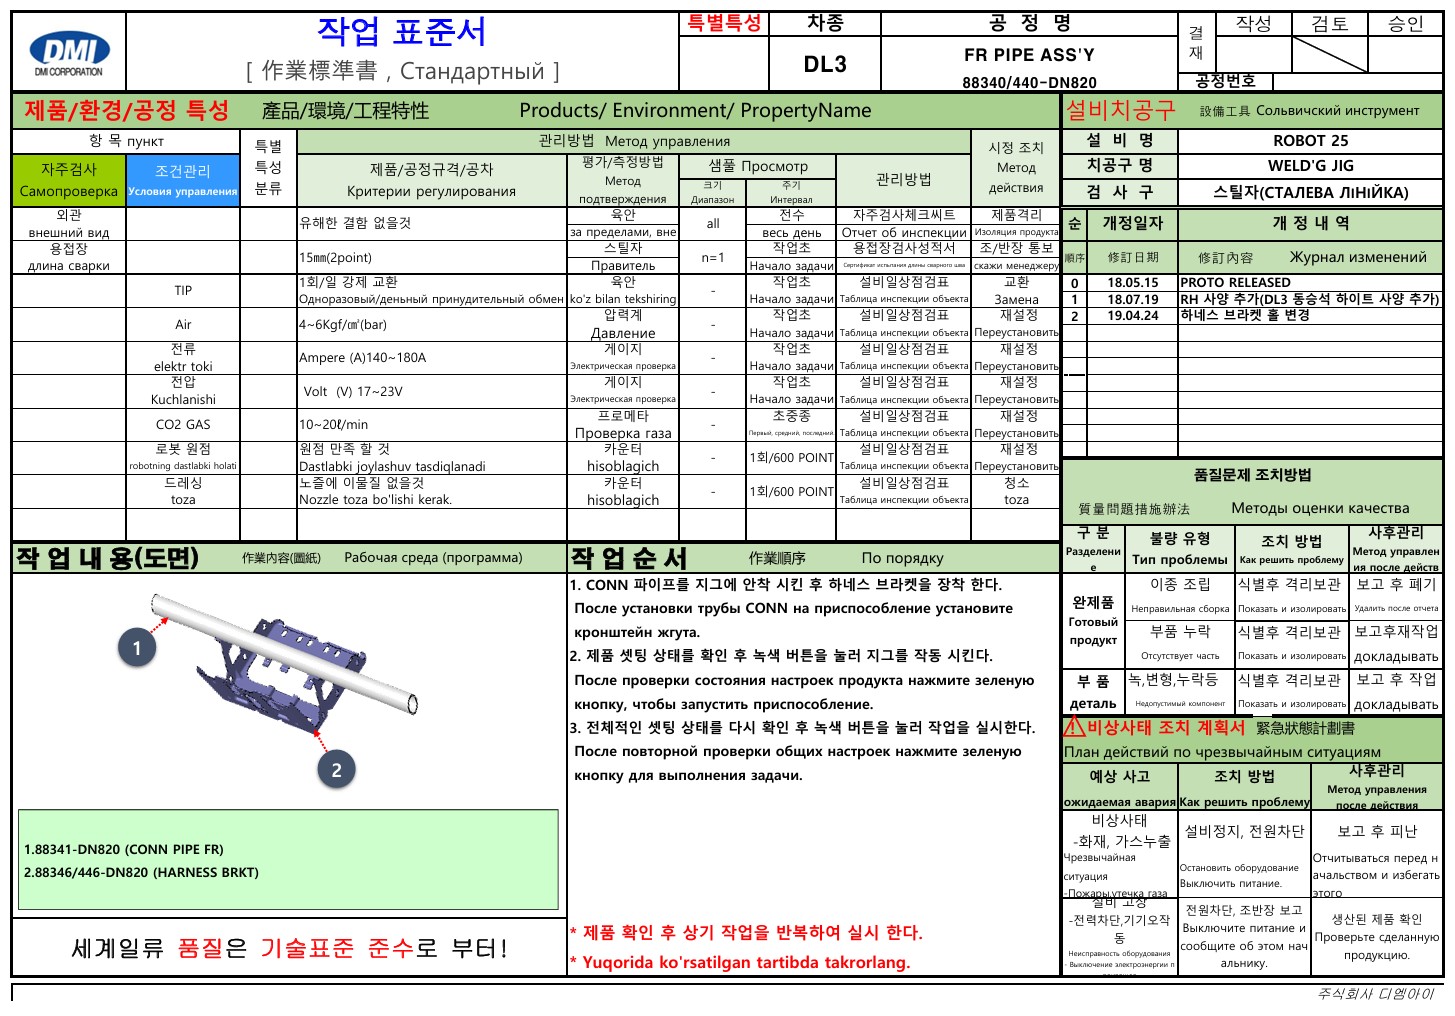 DMI
DMI CORPORATION
작업 표준서
[ 作業標準書 , Стандартный ]
특별특성
차종
DL3
공 정 명
FR PIPE ASS'Y
88340/440-DN820
결재
작성
검토
승인
공정번호
제품/환경/공정 특성 產品/環境/工程特性 Products/ Environment/ PropertyName
항 목 пункт
특별
특성
분류
관리방법 Метод управления
자주검사
Самопроверка
조건관리
Условия управления
제품/공정규격/공차
Критерии регулирования
평가/측정방법
Метод
подтверждения
샘풀 Просмотр
크기
Диапазон
주기
Интервал
관리방법
시정 조치
Метод
действия
외관
внешний вид
유해한 결함 없을것
육안
за пределами, вне
all
전수
весь день
자주검사체크씨트
Отчет об инспекции
제품격리
Изоляция продукта
용접장
длина сварки
15㎜(2point)
스틸자
Правитель
n=1
작업초
Начало задачи
용접장검사성적서
Сертификат испытания длины сварного шва
조/반장 통보
скажи менеджеру
TIP
1회/일 강제 교환
Одноразовый/деньный принудительный обмен
육안
ko'z bilan tekshiring
-
작업초
Начало задачи
설비일상점검표
Таблица инспекции объекта
교환
Замена
Air
4~6Kgf/㎠(bar)
압력계
Давление
-
작업초
Начало задачи
설비일상점검표
Таблица инспекции объекта
재설정
Переустановить
전류
elektr toki
Ampere (A)140~180A
게이지
Электрическая проверка
-
작업초
Начало задачи
설비일상점검표
Таблица инспекции объекта
재설정
Переустановить
전압
Kuchlanishi
Volt (V) 17~23V
게이지
Электрическая проверка
-
작업초
Начало задачи
설비일상점검표
Таблица инспекции объекта
재설정
Переустановить
CO2 GAS
10~20ℓ/min
프로메타
Проверка газа
-
초중종
Первый, средний, последний.
설비일상점검표
Таблица инспекции объекта
재설정
Переустановить
로봇 원점
robotning dastlabki holati
원점 만족 할 것
Dastlabki joylashuv tasdiqlanadi
카운터
hisoblagich
-
1회/600 POINT
설비일상점검표
Таблица инспекции объекта
재설정
Переустановить
드레싱
toza
노즐에 이물질 없을것
Nozzle toza bo'lishi kerak.
카운터
hisoblagich
-
1회/600 POINT
설비일상점검표
Таблица инспекции объекта
청소
toza
설비치공구 設備工具 Сольвичский инструмент
설 비 명
ROBOT 25
치공구 명
WELD'G JIG
검 사 구
스틸자(СТАЛЕВА ЛІНІЙКА)
순
개정일자
개 정 내 역
順序
修訂日期
修訂內容 Журнал изменений
0 18.05.15 PROTO RELEASED
1 18.07.19 RH 사양 추가(DL3 동승석 하이트 사양 추가)
2 19.04.24 하네스 브라켓 홀 변경
품질문제 조치방법
質量問題措施辦法 Методы оценки качества
구 분
Разделени
е
불량 유형
Тип проблемы
조치 방법
Как решить проблему
사후관리
Метод управлен
ия после действ
완제품
Готовый
продукт
이종 조립
Неправильная сборка
식별후 격리보관
Показать и изолировать
보고 후 폐기
Удалить после отчета
부품 누락
Отсутствует часть
식별후 격리보관
Показать и изолировать
보고후재작업
докладывать
부 품
деталь
녹,변형,누락등
Недопустимый компонент
식별후 격리보관
Показать и изолировать
보고 후 작업
докладывать
비상사태 조치 계획서 緊急狀態計劃書
План действий по чрезвычайным ситуациям
예상 사고
ожидаемая авария
조치 방법
Как решить проблему
사후관리
Метод управления
после действия
비상사태
-화재, 가스누출
Чрезвычайная
ситуация
-Пожары,утечка газа
설비정지, 전원차단
Остановить оборудование
Выключить питание.
보고 후 피난
Отчитываться перед н
ачальством и избегать
этого
설비 고장
-전력차단,기기오작
동
Неисправность оборудования
- Выключение электроэнергии п
전원차단, 조반장 보고
Выключите питание и
сообщите об этом нач
альнику.
생산된 제품 확인
Проверьте сделанную
продукцию.
작 업 내 용(도면) 作業內容(圖紙) Рабочая среда (программа)
1
2
1.88341-DN820 (CONN PIPE FR)
2.88346/446-DN820 (HARNESS BRKT)
세계일류 품질은 기술표준 준수로 부터!
작 업 순 서 作業順序 По порядку
1. CONN 파이프를 지그에 안착 시킨 후 하네스 브라켓을 장착 한다.
После установки трубы CONN на приспособление установите
кронштейн жгута.
2. 제품 셋팅 상태를 확인 후 녹색 버튼을 눌러 지그를 작동 시킨다.
После проверки состояния настроек продукта нажмите зеленую
кнопку, чтобы запустить приспособление.
3. 전체적인 셋팅 상태를 다시 확인 후 녹색 버튼을 눌러 작업을 실시한다.
После повторной проверки общих настроек нажмите зеленую
кнопку для выполнения задачи.
* 제품 확인 후 상기 작업을 반복하여 실시 한다.
* Yuqorida ko'rsatilgan tartibda takrorlang.
주식회사 디엠아이